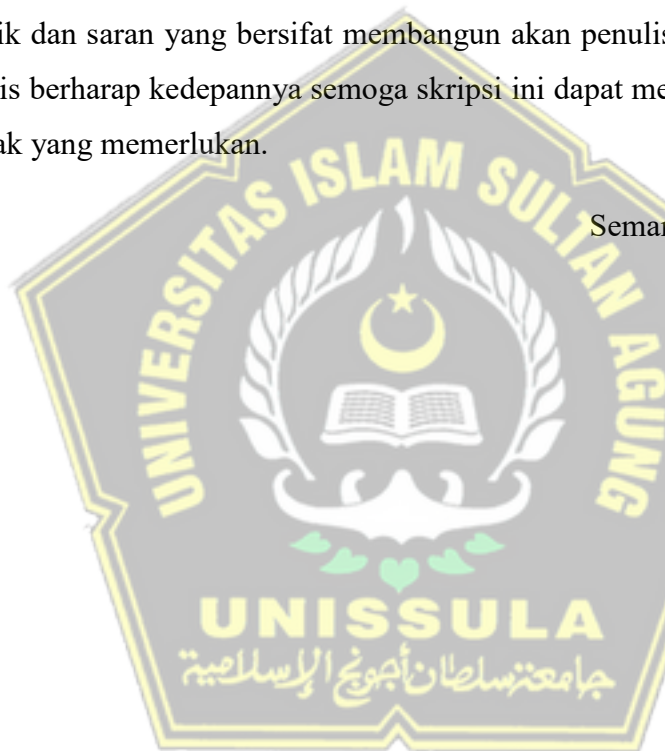 ik dan saran yang bersifat membangun akan penulis
is berharap kedepannya semoga skripsi ini dapat me
ak yang memerlukan.
Semar
UNIVERSITAS ISLAM SULTAN AGUNG
UNISSULA
جامعة سلطان أجونج الإسلامية